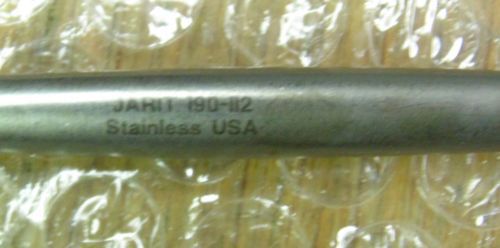 JARIT 190-112
Stainless USA